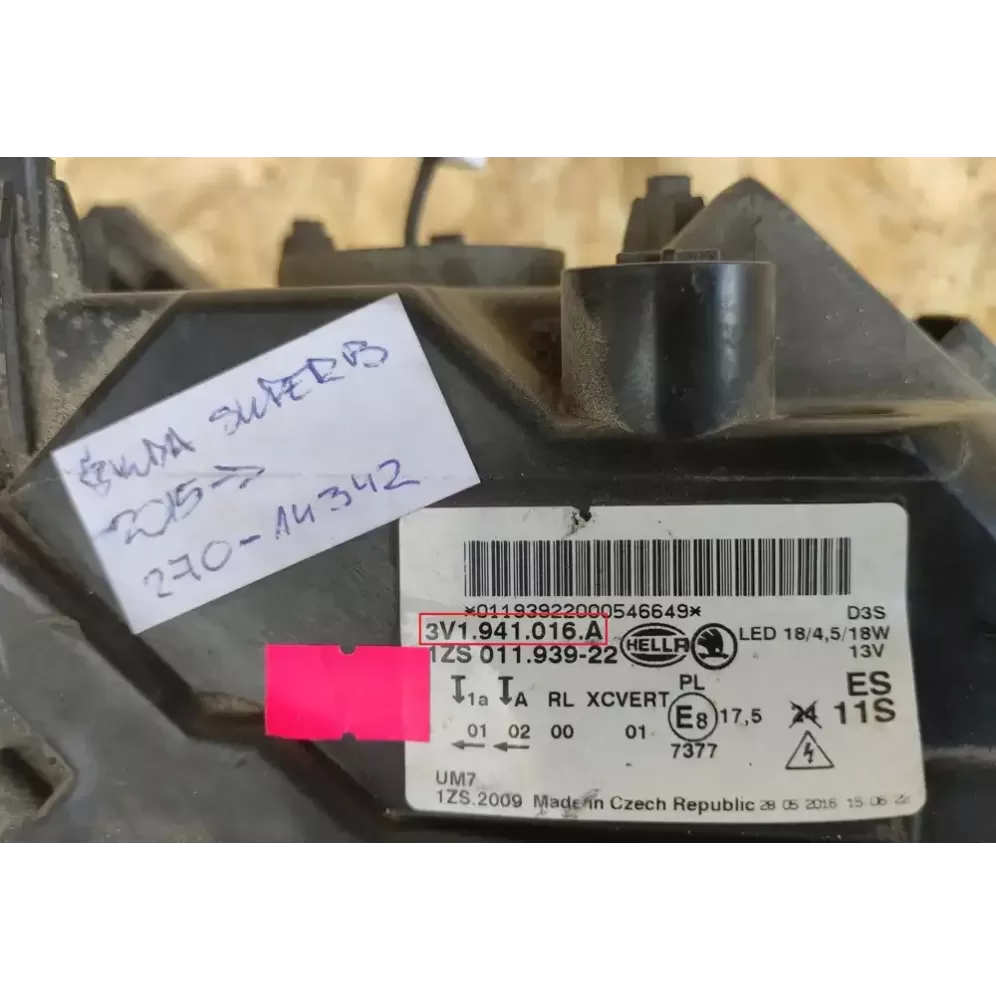 ŠKODA SUPERB
2015->
270-14342
*01193922000546649*
3V1.941.016.A
1ZS 011.939-22
HELLA
D3S
LED 18/4,5/18W
13V
1a A RL XCVERT PL
01 02 00 01
E8 17,5
7377
ES
24 11S
UM7
1ZS.2009 Made in Czech Republic 28 05 2016